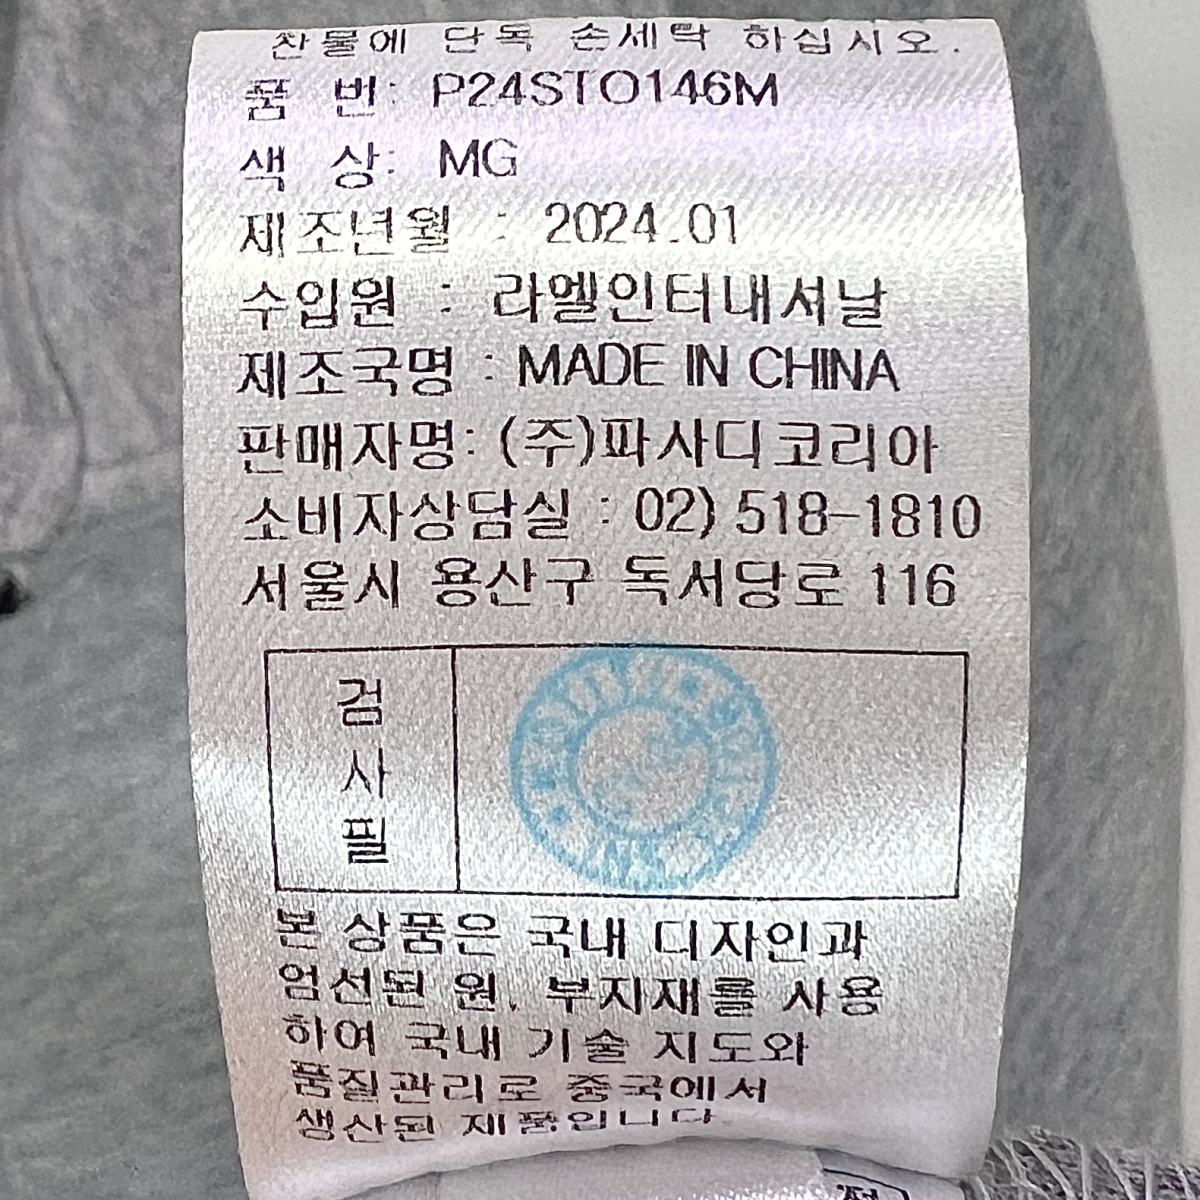 찬물에 단독 손세탁 하십시오.
품 번: P24STO146M
색 상: MG
제조년월 : 2024.01
수입원 : 라엘인터내셔날
제조국명 : MADE IN CHINA
판매자명: (주)파사디코리아
소비자상담실 : 02) 518-1810
서울시 용산구 독서당로 116
검
사
필
본 상품은 국내 디자인과
엄선된 원, 부자재를 사용
하여 국내 기술 지도와
품질관리로 중국에서
생산된 제품입니다.